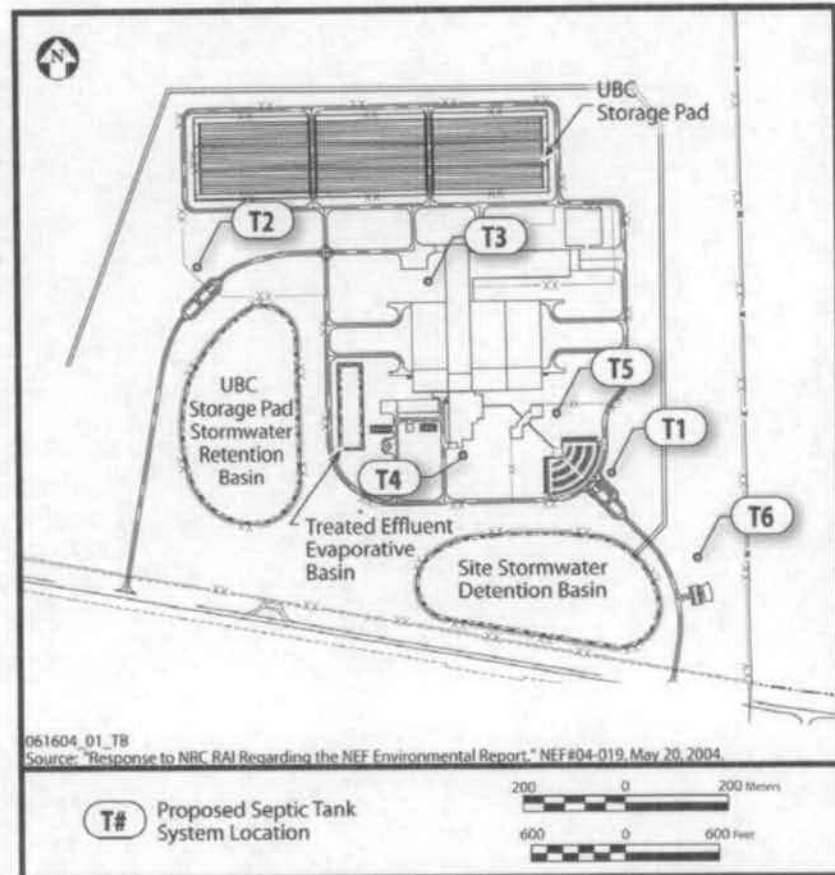 N
UBC
Storage Pad
T2
T3
UBC
Storage Pad
Stormwater
Retention
Basin
T5
T1
T4
T6
Treated Effluent
Evaporative
Basin
Site Stormwater
Detention Basin
061604_01_TB
Source: "Response to NRC RAI Regarding the NEF Environmental Report," NEF#04-019, May 20, 2004.
T# Proposed Septic Tank
System Location
200 0 200 Meters
600 0 600 Feet